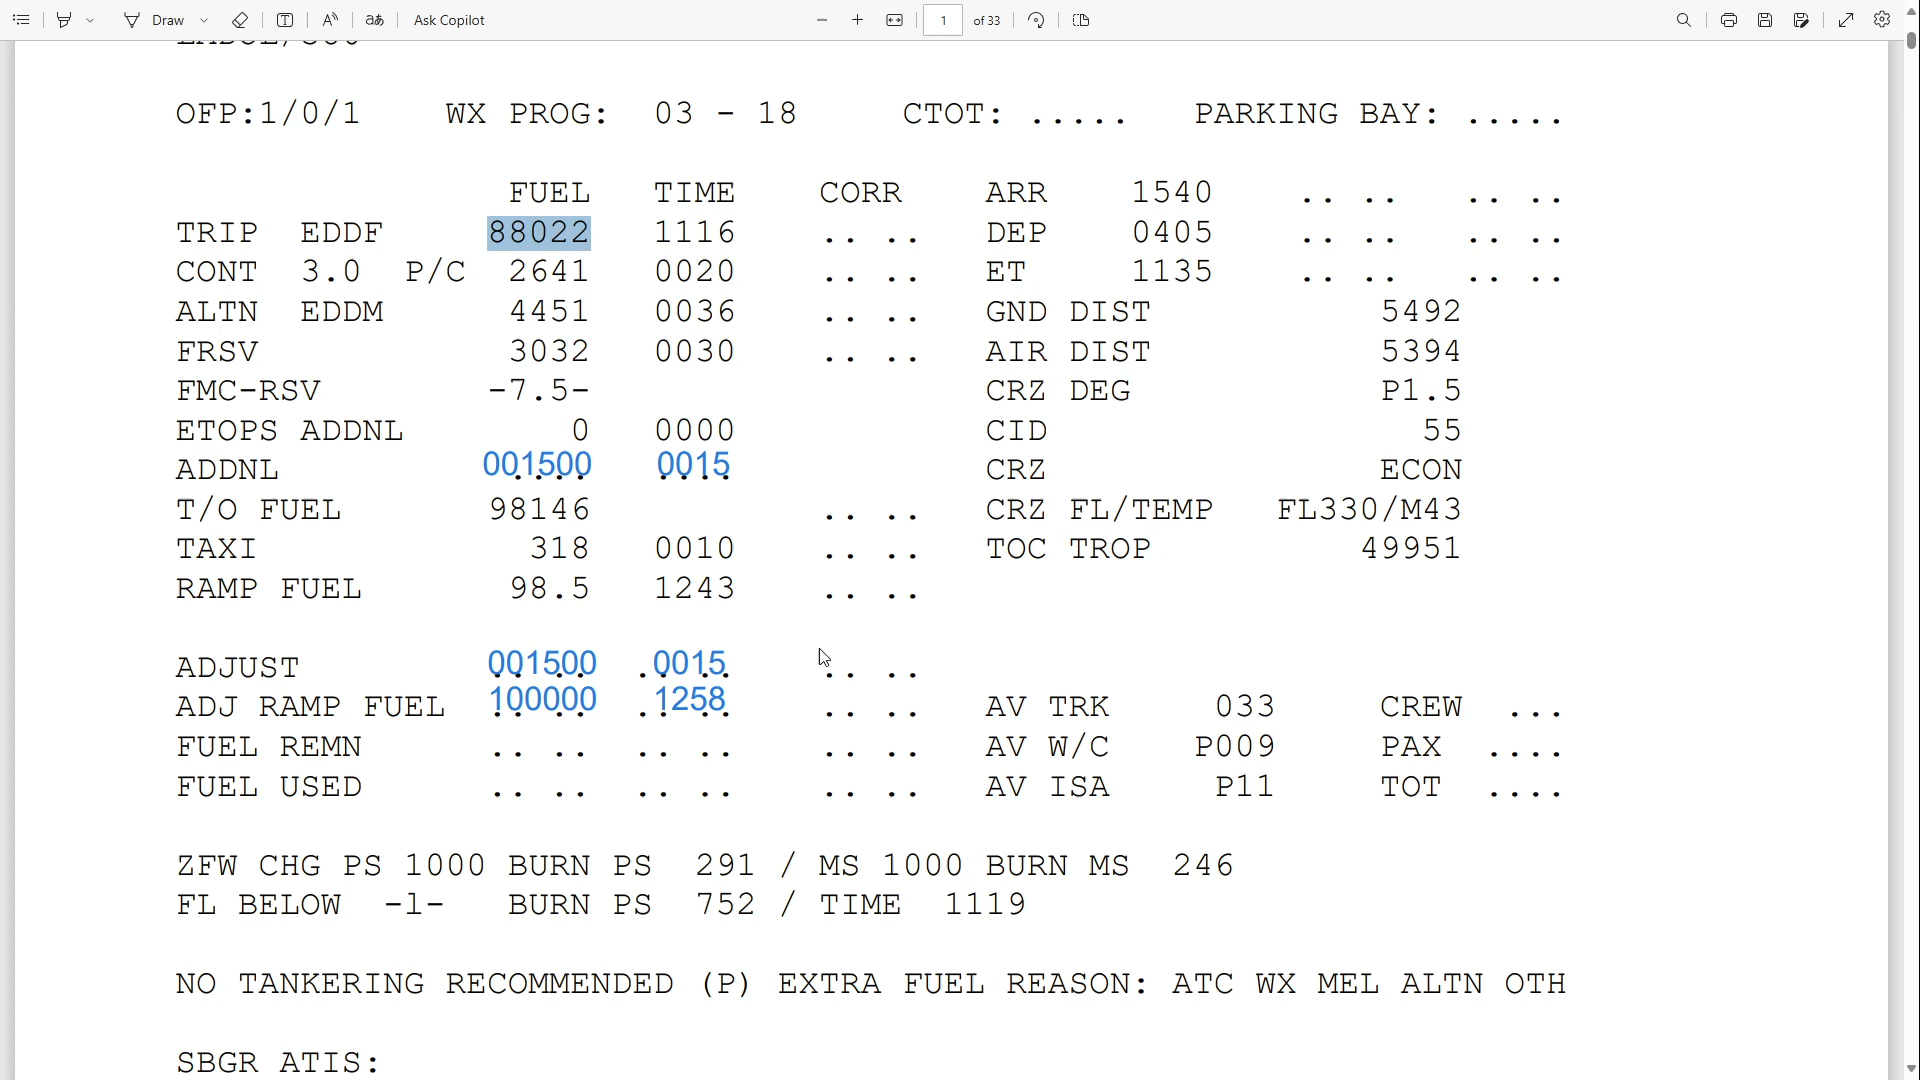 Draw aあ Ask Copilot 1 of 33
OFP:1/0/1 WX PROG: 03 - 18 CTOT: ..... PARKING BAY: .....
FUEL TIME CORR ARR 1540 .. .. .. ..
TRIP EDDF 88022 1116 .. .. DEP 0405 .. .. .. ..
CONT 3.0 P/C 2641 0020 .. .. ET 1135 .. .. .. ..
ALTN EDDM 4451 0036 .. .. GND DIST 5492
FRSV 3032 0030 .. .. AIR DIST 5394
FMC-RSV -7.5- CRZ DEG P1.5
ETOPS ADDNL 0 0000 CID 55
ADDNL 001500 0015 CRZ ECON
T/O FUEL 98146 .. .. CRZ FL/TEMP FL330/M43
TAXI 318 0010 .. .. TOC TROP 49951
RAMP FUEL 98.5 1243 .. ..
ADJUST 001500 0015 .. ..
ADJ RAMP FUEL 100000 1258 .. .. AV TRK 033 CREW ...
FUEL REMN .. .. .. .. .. .. AV W/C P009 PAX ....
FUEL USED .. .. .. .. .. .. AV ISA P11 TOT ....
ZFW CHG PS 1000 BURN PS 291 / MS 1000 BURN MS 246
FL BELOW -1- BURN PS 752 / TIME 1119
NO TANKERING RECOMMENDED (P) EXTRA FUEL REASON: ATC WX MEL ALTN OTH
SBGR ATIS: